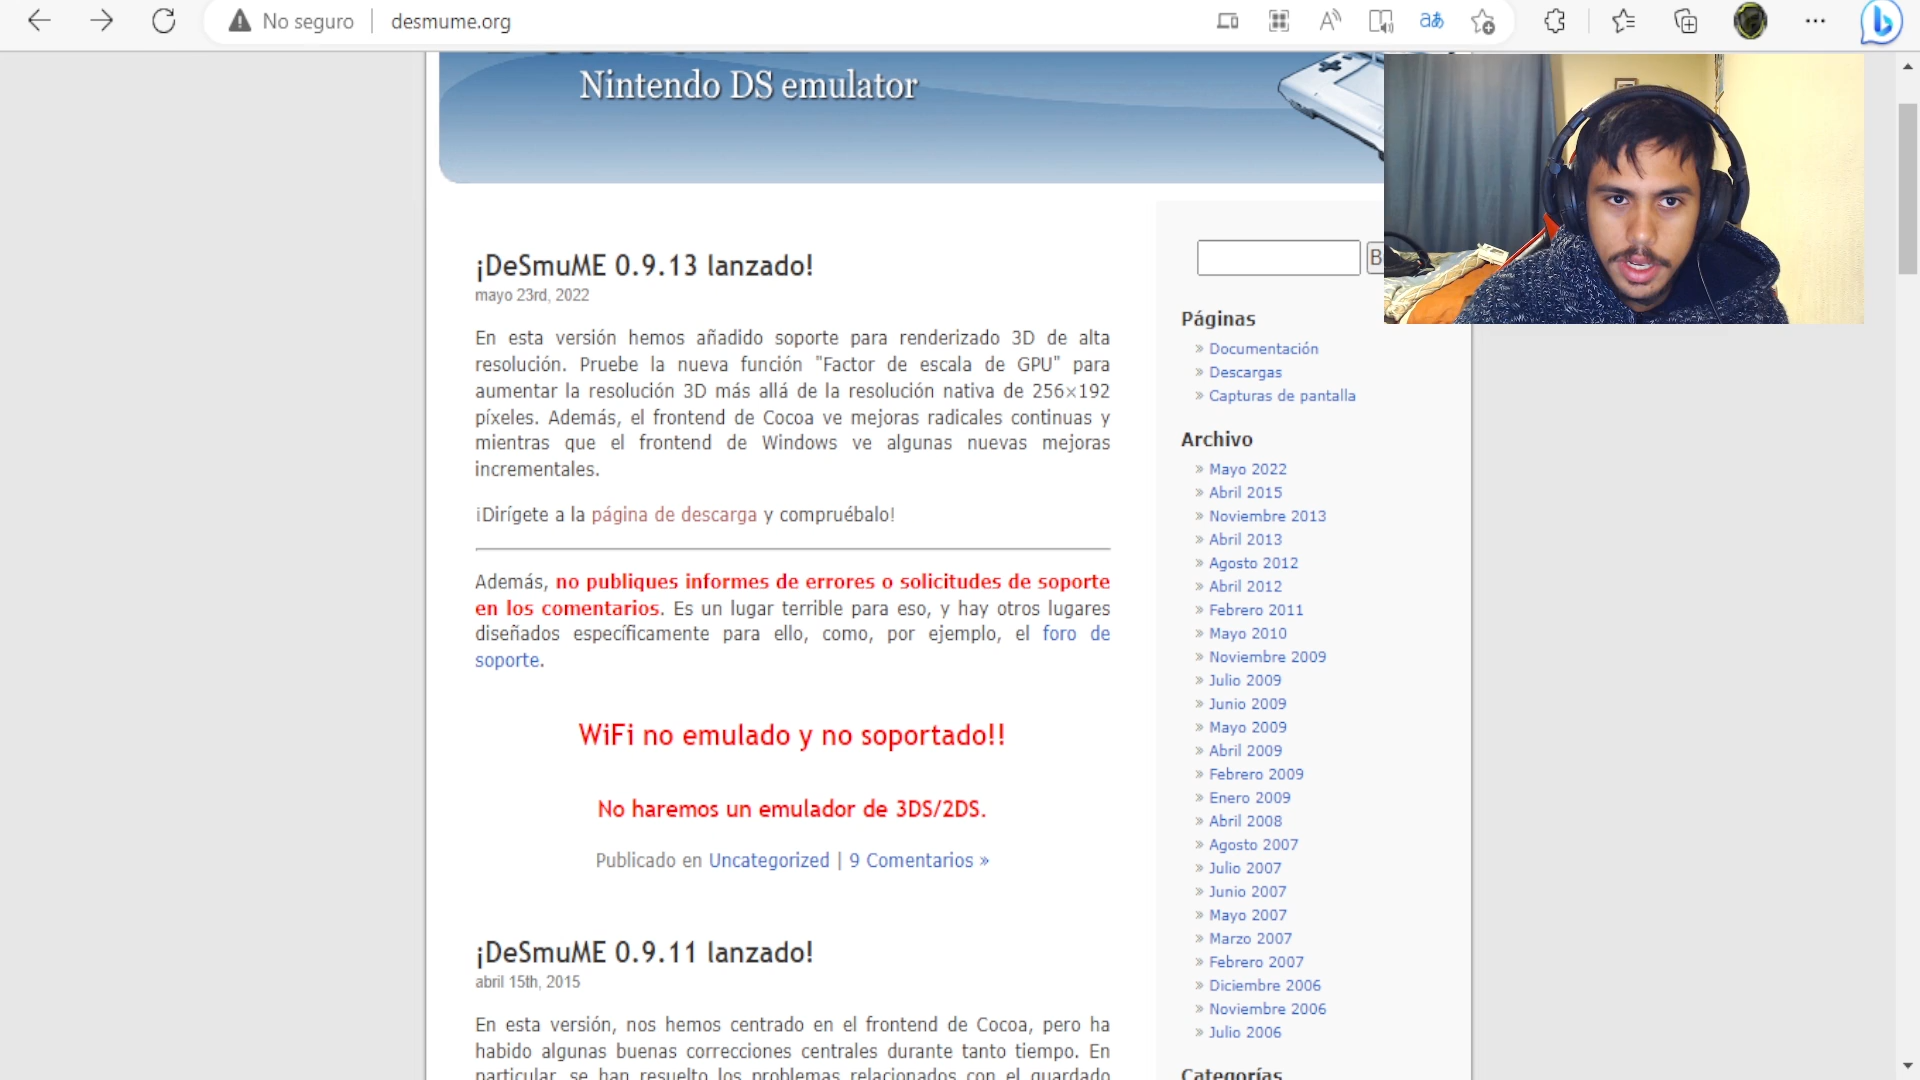 No seguro
desmume.org
Nintendo DS emulator
¡DeSmuME 0.9.13 lanzado!
mayo 23rd, 2022
En esta versión hemos añadido soporte para renderizado 3D de alta
resolución. Pruebe la nueva función "Factor de escala de GPU" para
aumentar la resolución 3D más allá de la resolución nativa de 256×192
píxeles. Además, el frontend de Cocoa ve mejoras radicales continuas y
mientras que el frontend de Windows ve algunas nuevas mejoras
incrementales.
¡Dirígete a la página de descarga y compruébalo!
Además, no publiques informes de errores o solicitudes de soporte
en los comentarios. Es un lugar terrible para eso, y hay otros lugares
diseñados específicamente para ello, como, por ejemplo, el foro de
soporte.
WiFi no emulado y no soportado!!
No haremos un emulador de 3DS/2DS.
Publicado en Uncategorized | 9 Comentarios »
¡DeSmuME 0.9.11 lanzado!
abril 15th, 2015
En esta versión, nos hemos centrado en el frontend de Cocoa, pero ha
habido algunas buenas correcciones centrales durante tanto tiempo. En
particular, se han resuelto los problemas relacionados con el guardado
Páginas
» Documentación
» Descargas
» Capturas de pantalla
Archivo
» Mayo 2022
» Abril 2015
» Noviembre 2013
» Abril 2013
» Agosto 2012
» Abril 2012
» Febrero 2011
» Mayo 2010
» Noviembre 2009
» Julio 2009
» Junio 2009
» Mayo 2009
» Abril 2009
» Febrero 2009
» Enero 2009
» Abril 2008
» Agosto 2007
» Julio 2007
» Junio 2007
» Mayo 2007
» Marzo 2007
» Febrero 2007
» Diciembre 2006
» Noviembre 2006
» Julio 2006
Categorías